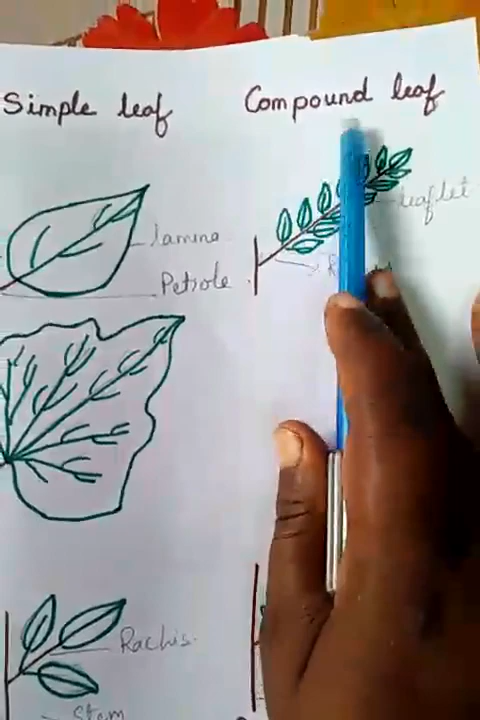 Simple leaf
Compound leaf
leaflet
lamina
Petiole
Rachis
Stem